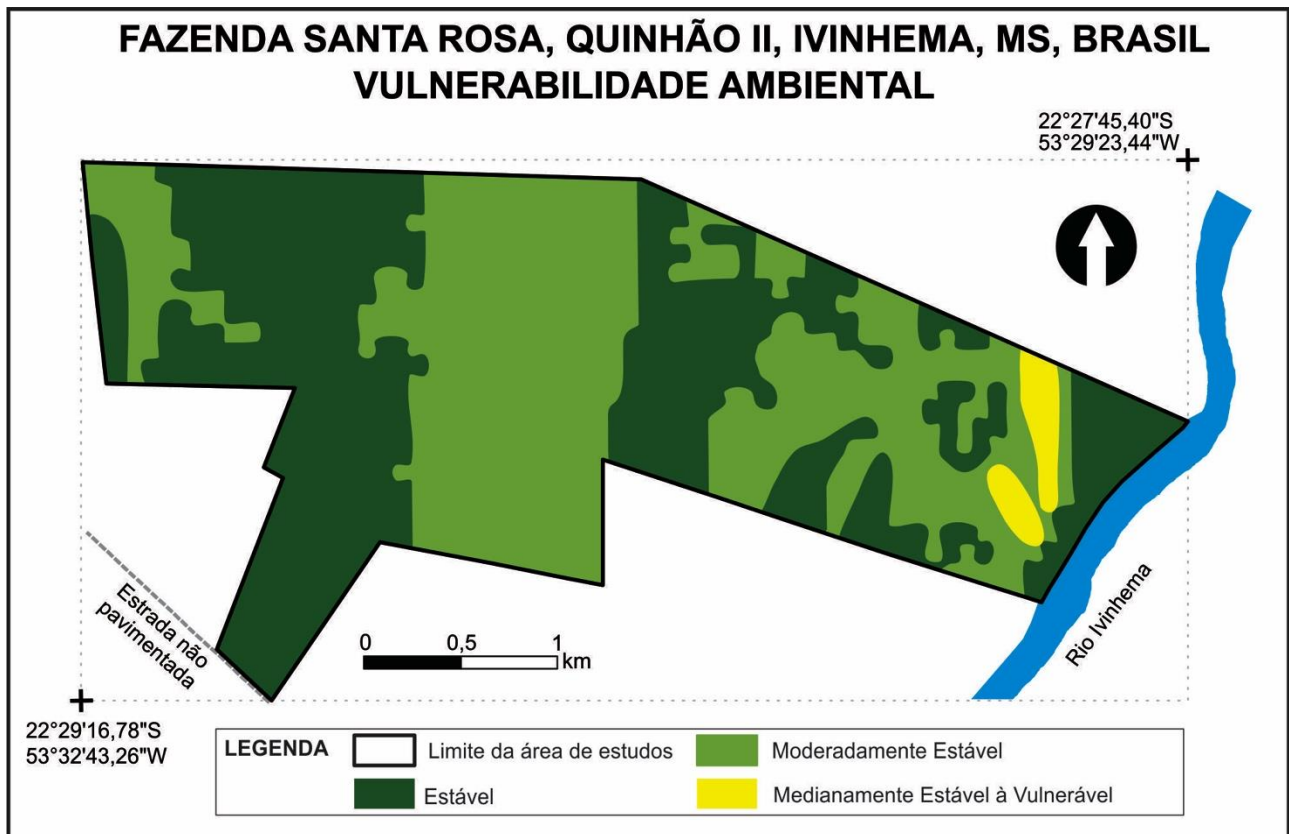 FAZENDA SANTA ROSA, QUINHÃO II, IVINHEMA, MS, BRASIL
VULNERABILIDADE AMBIENTAL
22°27'45,40"S
53°29'23,44"W
Estrada não
pavimentada
0 0,5 1
km
Rio Ivinhema
22°29'16,78"S
53°32'43,26"W
LEGENDA
Limite da área de estudos
Moderadamente Estável
Estável
Medianamente Estável à Vulnerável